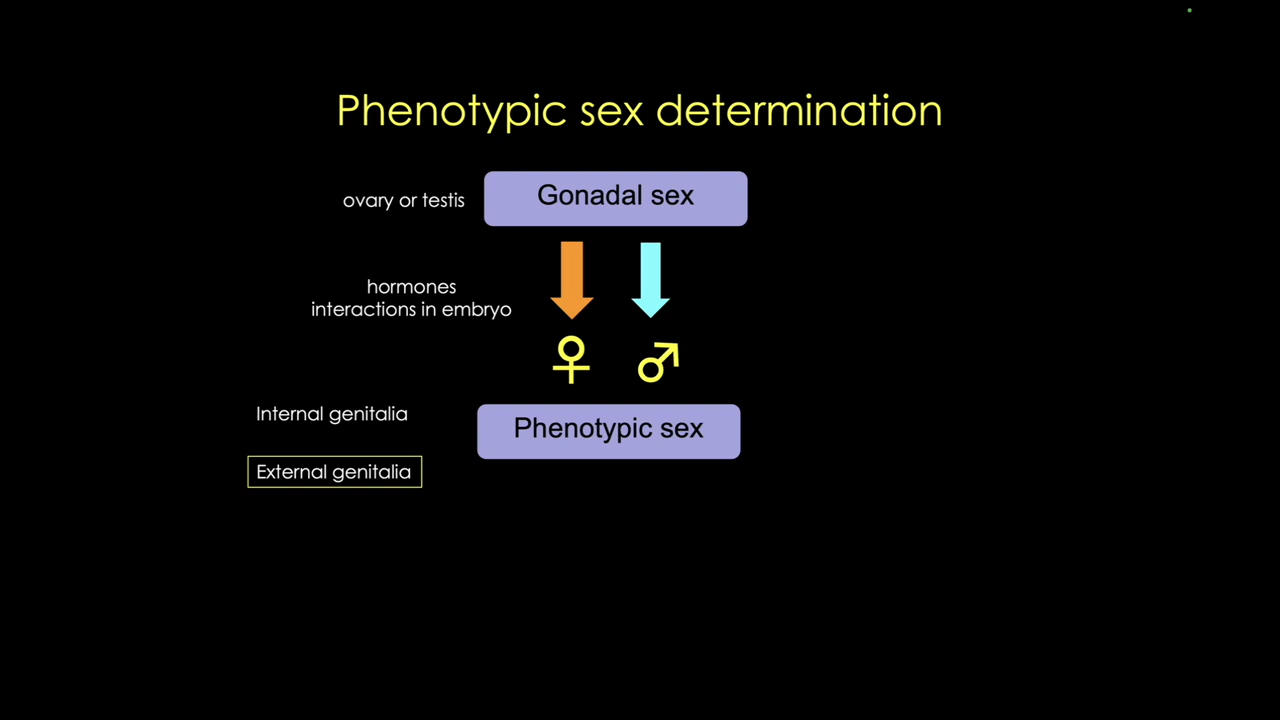 Phenotypic sex determination
ovary or testis
Gonadal sex
hormones
interactions in embryo
♀ ♂
Internal genitalia
Phenotypic sex
External genitalia